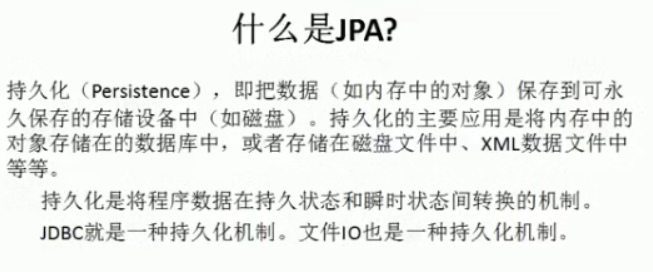 什么是JPA?
持久化（Persistence），即把数据（如内存中的对象）保存到可永
久保存的存储设备中（如磁盘）。持久化的主要应用是将内存中的
对象存储在的数据库中，或者存储在磁盘文件中、XML数据文件中
等等。
持久化是将程序数据在持久状态和瞬时状态间转换的机制。
JDBC就是一种持久化机制。文件IO也是一种持久化机制。